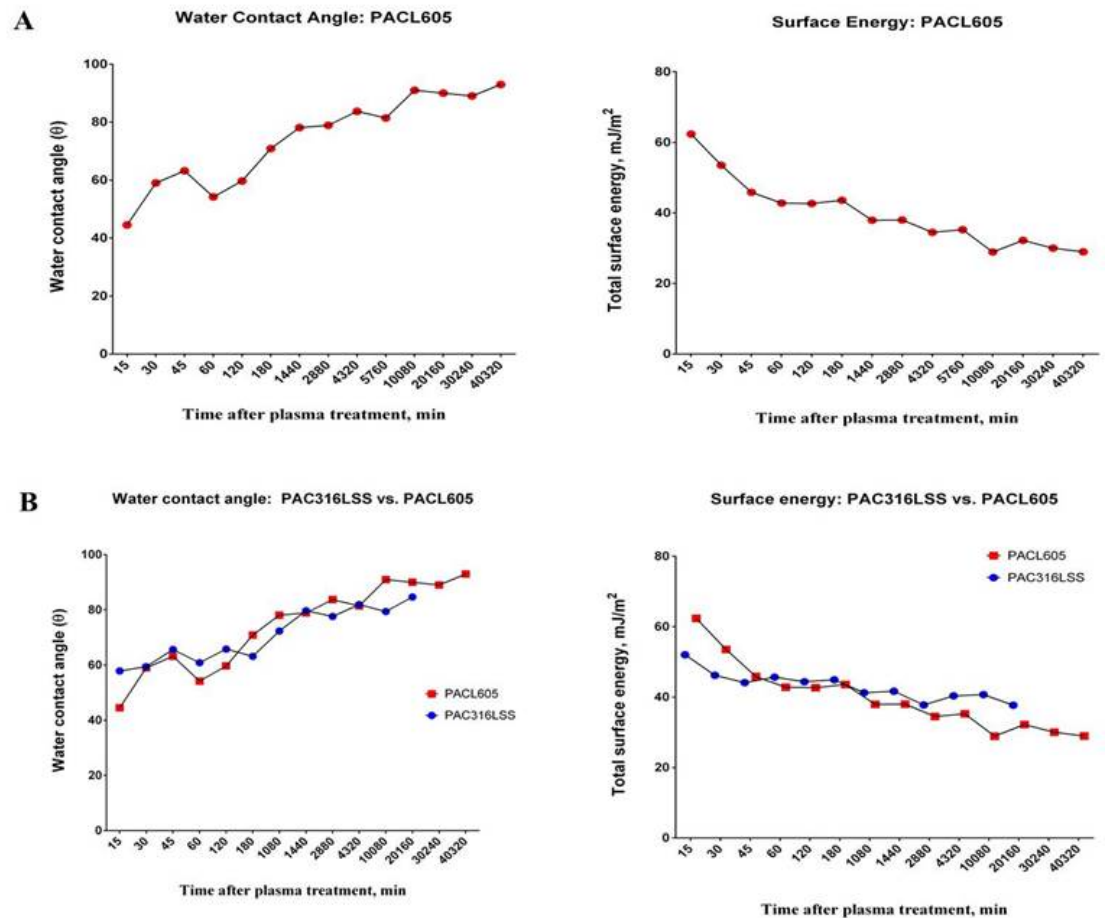 A
Water Contact Angle: PACL605
Water contact angle (θ)
100
80
60
40
20
0
15 30 45 60 120 180 1440 2880 4320 5760 10080 20160 30240 40320
Time after plasma treatment, min
Surface Energy: PACL605
Total surface energy, mJ/m²
80
60
40
20
0
15 30 45 60 120 180 1440 2880 4320 5760 10080 20160 30240 40320
Time after plasma treatment, min
B
Water contact angle: PAC316LSS vs. PACL605
Water contact angle (θ)
100
80
60
40
20
0
PACL605
PAC316LSS
15 30 45 60 120 180 1080 1440 2880 4320 10080 20160 30240 40320
Time after plasma treatment, min
Surface energy: PAC316LSS vs. PACL605
Total surface energy, mJ/m²
80
60
40
20
0
PACL605
PAC316LSS
15 30 45 60 120 180 1080 1440 2880 4320 10080 20160 30240 40320
Time after plasma treatment, min